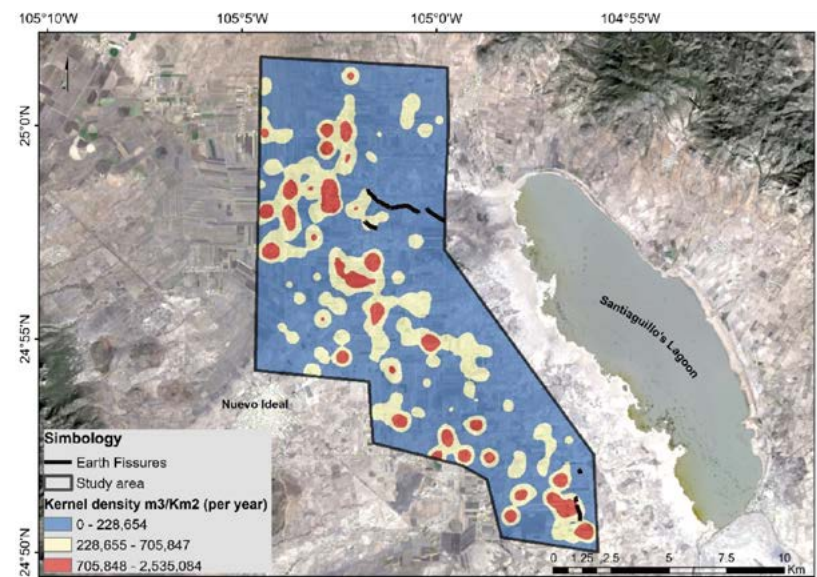 105°10'W 105°5'W 105°0'W 104°55'W
25°0'N
24°55'N
24°50'N
Santiaguillo's Lagoon
Nuevo Ideal
Simbology
Earth Fissures
Study area
Kernel density m3/Km2 (per year)
0 - 228,654
228,655 - 705,847
705,848 - 2,535,084
0 1.25 2.5 5 7.5 10
Km